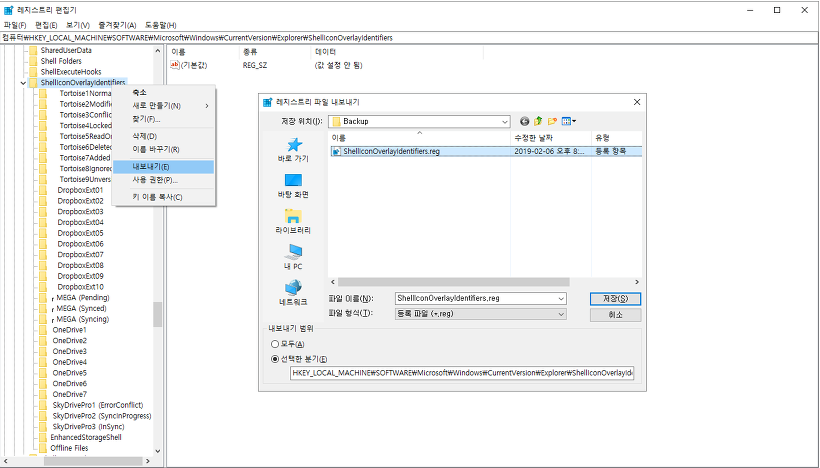 레지스트리 편집기
파일(F) 편집(E) 보기(V) 즐겨찾기(A) 도움말(H)
컴퓨터₩HKEY_LOCAL_MACHINE₩SOFTWARE₩Microsoft₩Windows₩CurrentVersion₩Explorer₩ShellIconOverlayIdentifiers
SharedUserData
Shell Folders
ShellExecuteHooks
ShellIconOverlayIdentifiers
Tortoise1Norma
Tortoise2Modifie
Tortoise3Conflic
Tortoise4Locked
Tortoise5ReadOn
Tortoise6Deleted
Tortoise7Added
Tortoise8Ignored
Tortoise9Unvers
DropboxExt01
DropboxExt02
DropboxExt03
DropboxExt04
DropboxExt05
DropboxExt06
DropboxExt07
DropboxExt08
DropboxExt09
DropboxExt10
MEGA (Pending)
MEGA (Synced)
MEGA (Syncing)
OneDrive1
OneDrive2
OneDrive3
OneDrive4
OneDrive5
OneDrive6
OneDrive7
SkyDrivePro1 (ErrorConflict)
SkyDrivePro2 (SyncInProgress)
SkyDrivePro3 (InSync)
EnhancedStorageShell
Offline Files
축소
새로 만들기(N)
찾기(F)...
삭제(D)
이름 바꾸기(R)
내보내기(E)
사용 권한(P)...
키 이름 복사(C)
이름 종류 데이터
ab (기본값) REG_SZ (값 설정 안 됨)
레지스트리 파일 내보내기
저장 위치(I): Backup
이름 수정한 날짜 유형
ShellIconOverlayIdentifiers.reg 2019-02-06 오후 8:... 등록 항목
바로 가기
바탕 화면
라이브러리
내 PC
네트워크
파일 이름(N): ShellIconOverlayIdentifiers.reg 저장(S)
파일 형식(T): 등록 파일 (*.reg) 취소
내보내기 범위
모두(A)
선택한 분기(E)
HKEY_LOCAL_MACHINE₩SOFTWARE₩Microsoft₩Windows₩CurrentVersion₩Explorer₩ShellIconOverlayIde